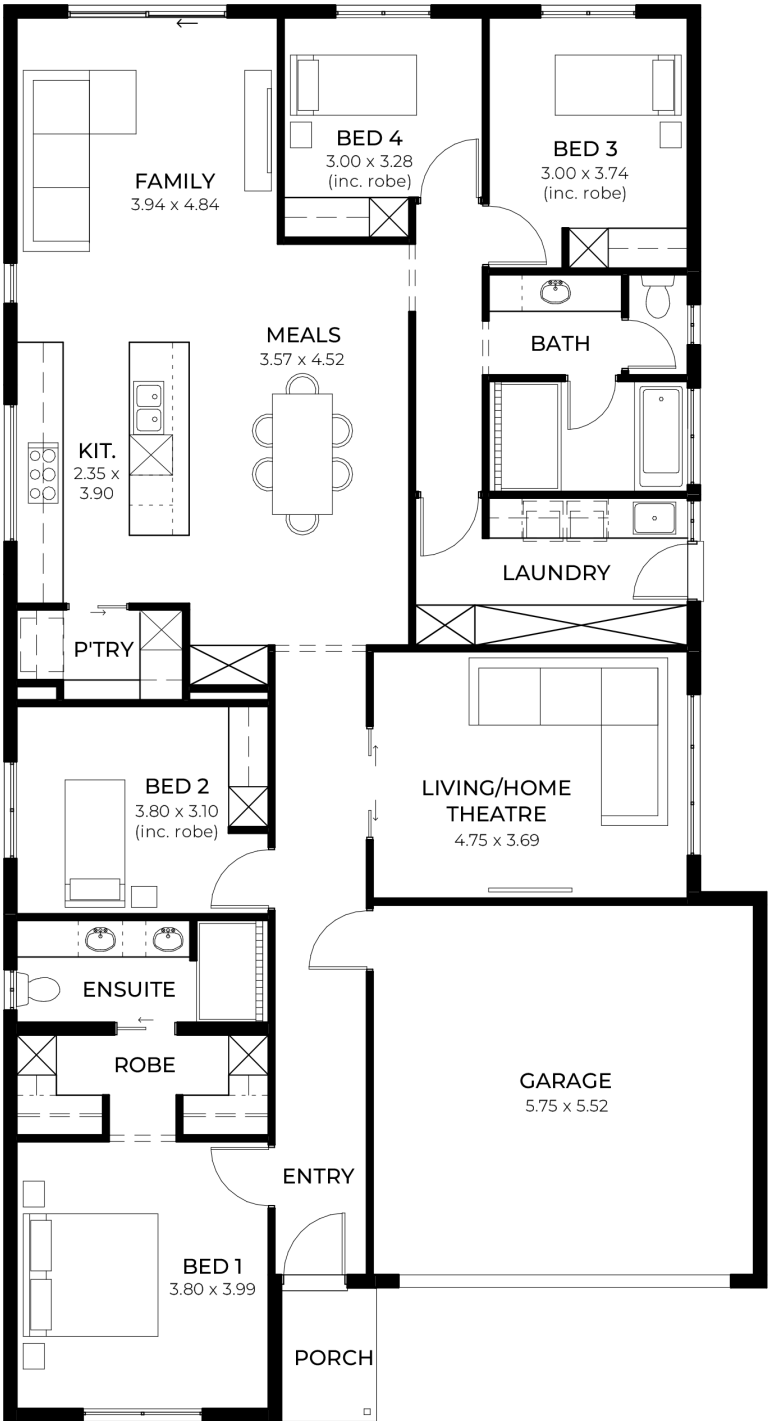 BED 4
3.00 x 3.28
(inc. robe)
BED 3
3.00 x 3.74
(inc. robe)
FAMILY
3.94 x 4.84
MEALS
3.57 x 4.52
BATH
KIT.
2.35 x
3.90
LAUNDRY
P'TRY
BED 2
3.80 x 3.10
(inc. robe)
LIVING/HOME
THEATRE
4.75 x 3.69
ENSUITE
ROBE
GARAGE
5.75 x 5.52
ENTRY
BED 1
3.80 x 3.99
PORCH